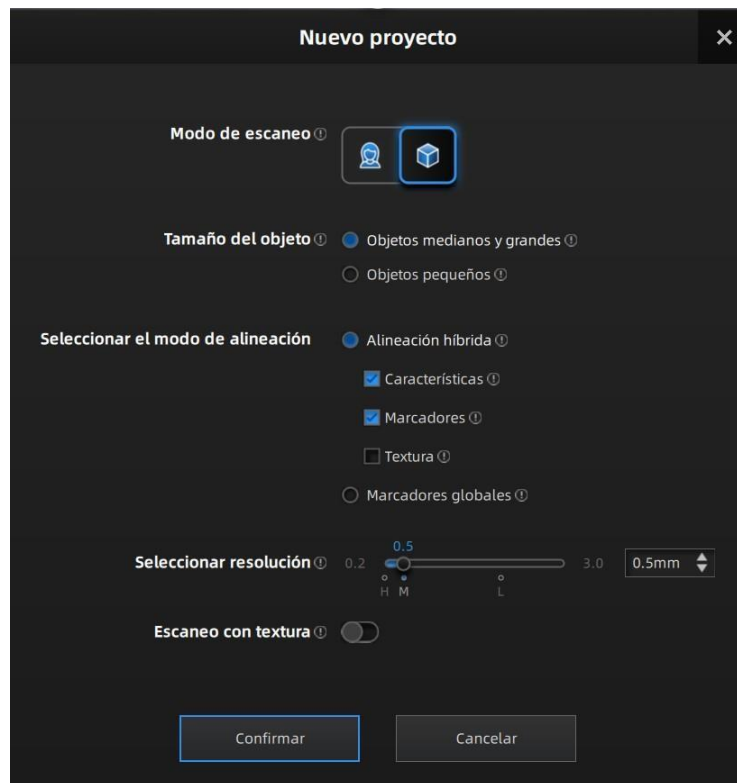 Nuevo proyecto
Modo de escaneo
Tamaño del objeto
Objetos medianos y grandes
Objetos pequeños
Seleccionar el modo de alineación
Alineación híbrida
Características
Marcadores
Textura
Marcadores globales
0.5
Seleccionar resolución 0.2 3.0 0.5mm
H M L
Escaneo con textura
Confirmar Cancelar